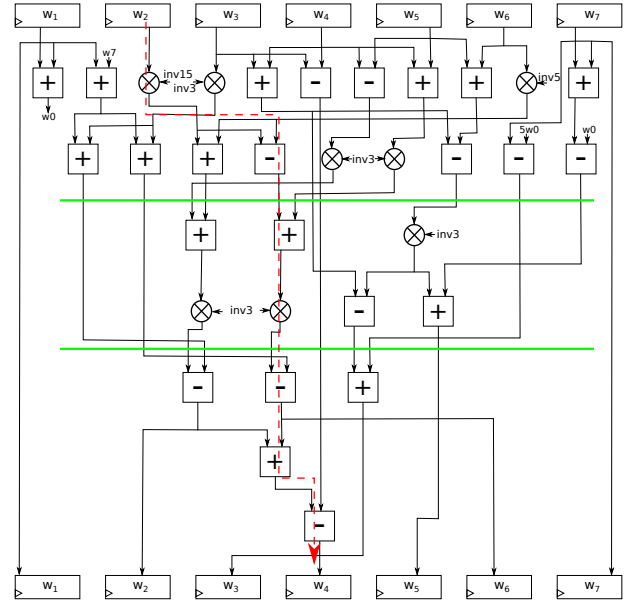 w1 w2 w3 w4 w5 w6 w7
w7
inv15
+ + inv3 + - - + + inv5 +
w0
5w0 w0
+ + + - inv3 - - -
+ + inv3
inv3 - +
- - +
+
-
w1 w2 w3 w4 w5 w6 w7